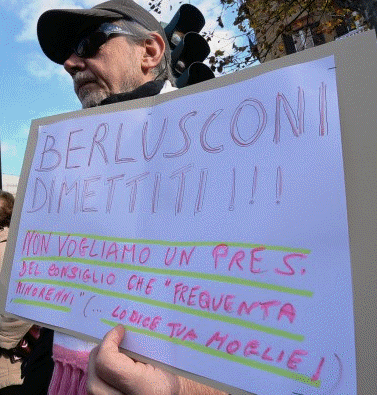 BERLUSCONI
DIMETTITI!!!
NON VOGLIAMO UN PRES.
DEL CONSIGLIO CHE "FREQUENTA
MINORENNI" (... LO DICE TUA MOGLIE!)